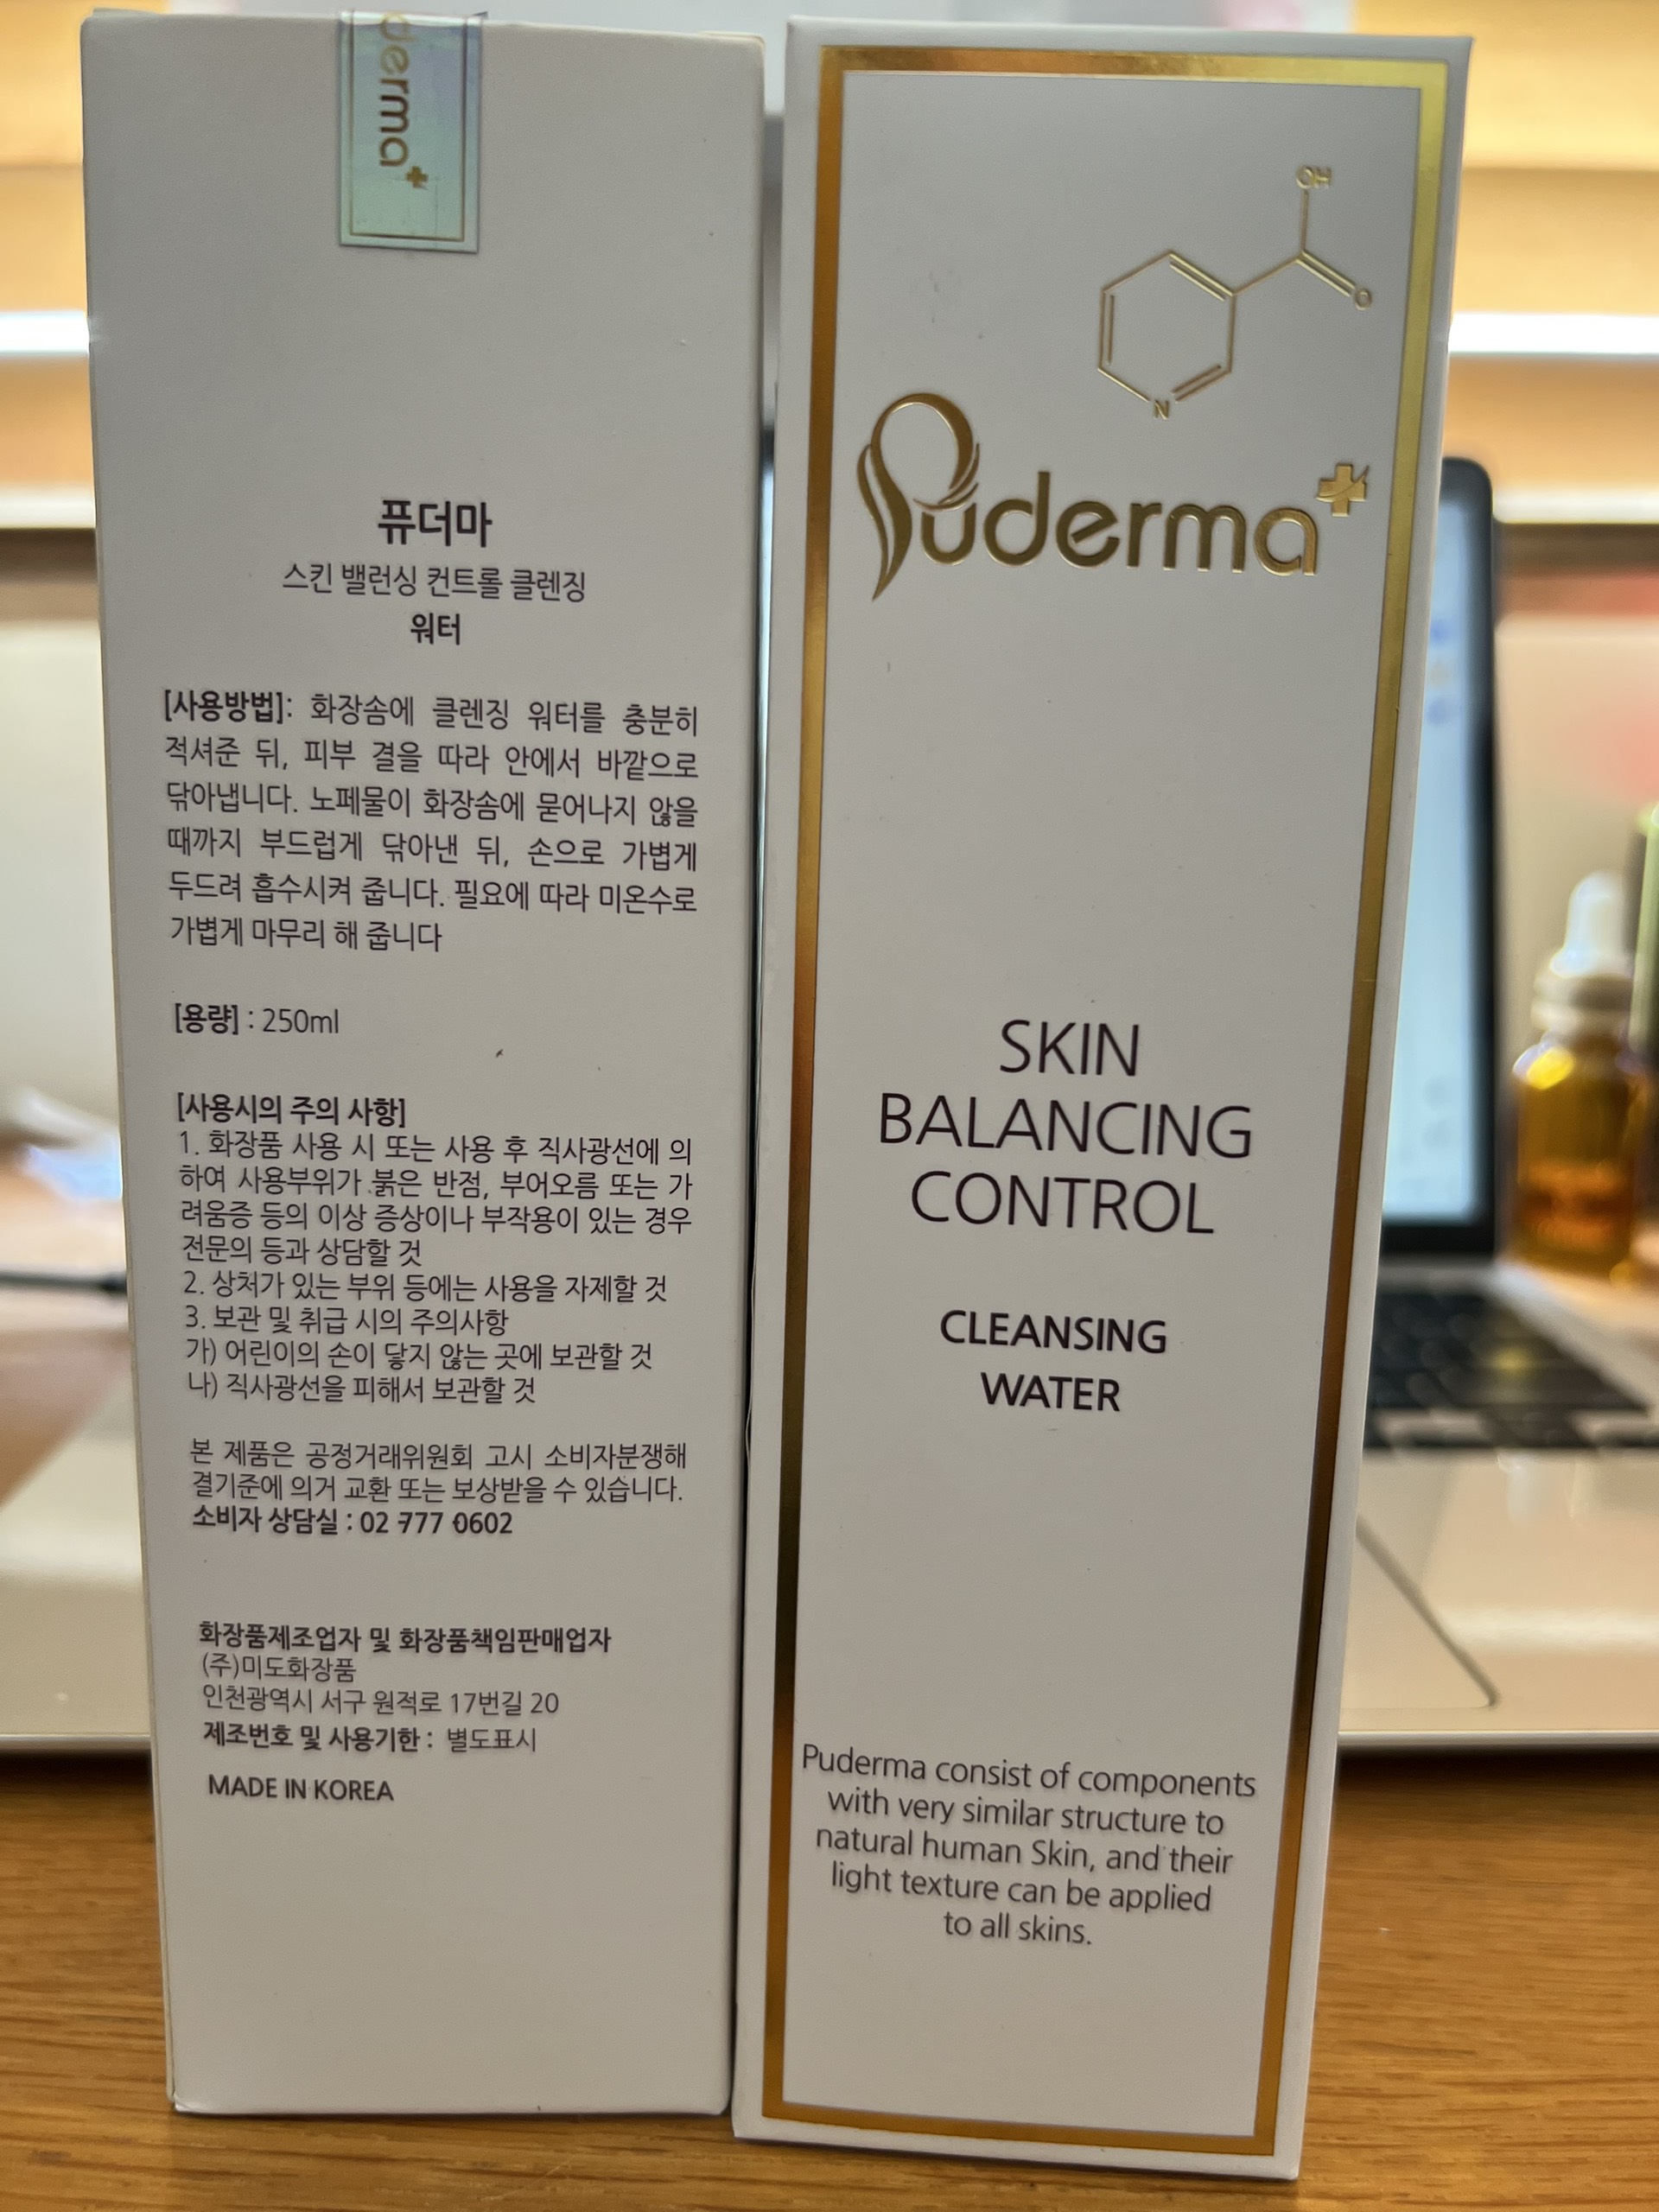 derma
퓨더마
스킨 밸런싱 컨트롤 클렌징
워터
[사용방법]: 화장솜에 클렌징 워터를 충분히
적셔준 뒤, 피부 결을 따라 안에서 바깥으로
닦아냅니다. 노폐물이 화장솜에 묻어나지 않을
때까지 부드럽게 닦아낸 뒤, 손으로 가볍게
두드려 흡수시켜 줍니다. 필요에 따라 미온수로
가볍게 마무리 해 줍니다
[용량] : 250ml
[사용시의 주의 사항]
1. 화장품 사용 시 또는 사용 후 직사광선에 의
하여 사용부위가 붉은 반점, 부어오름 또는 가
려움증 등의 이상 증상이나 부작용이 있는 경우
전문의 등과 상담할 것
2. 상처가 있는 부위 등에는 사용을 자제할 것
3. 보관 및 취급 시의 주의사항
가) 어린이의 손이 닿지 않는 곳에 보관할 것
나) 직사광선을 피해서 보관할 것
본 제품은 공정거래위원회 고시 소비자분쟁해
결기준에 의거 교환 또는 보상받을 수 있습니다.
소비자 상담실 : 02 777 0602
화장품제조업자 및 화장품책임판매업자
(주)미도화장품
인천광역시 서구 원적로 17번길 20
제조번호 및 사용기한 : 별도표시
MADE IN KOREA
OH
O
N
Puderma
SKIN
BALANCING
CONTROL
CLEANSING
WATER
Puderma consist of components
with very similar structure to
natural human Skin, and their
light texture can be applied
to all skins.